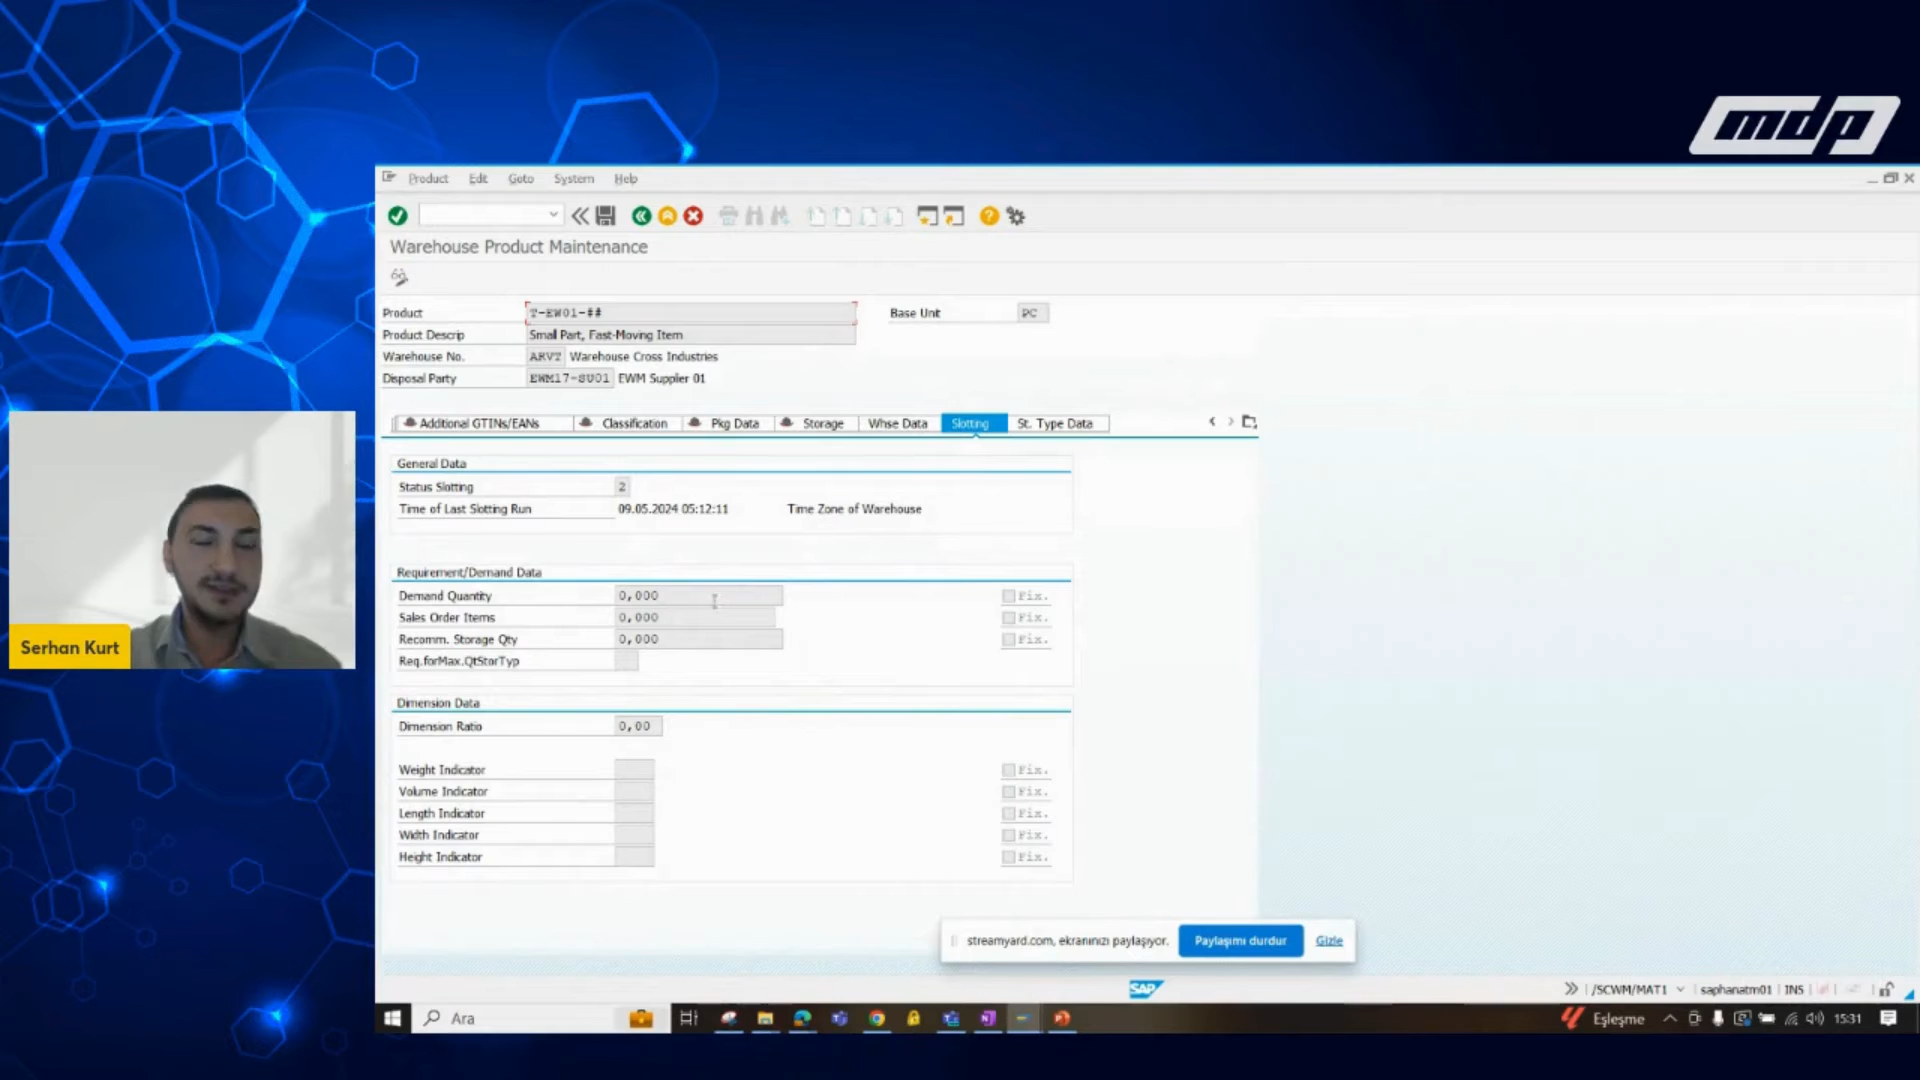 mdp
Product Edit Goto System Help
Warehouse Product Maintenance
Product T-EW01-## Base Unit PC
Product Descrip Small Part, Fast-Moving Item
Warehouse No. ARVT Warehouse Cross Industries
Disposal Party EWM17-SU01 EWM Supplier 01
Additional GTINs/EANs Classification Pkg Data Storage Whse Data Slotting St. Type Data
General Data
Status Slotting 2
Time of Last Slotting Run 09.05.2024 05:12:11 Time Zone of Warehouse
Requirement/Demand Data
Demand Quantity 0,000 Fix.
Sales Order Items 0,000 Fix.
Recomm. Storage Qty 0,000 Fix.
Req.forMax.QtStorTyp
Dimension Data
Dimension Ratio 0,00
Weight Indicator Fix.
Volume Indicator Fix.
Length Indicator Fix.
Width Indicator Fix.
Height Indicator Fix.
Serhan Kurt
streamyard.com, ekranınızı paylaşıyor. Paylaşımı durdur Gizle
SAP /SCWM/MAT1 saphanatm01 INS
Ara Eşleşme 15:31